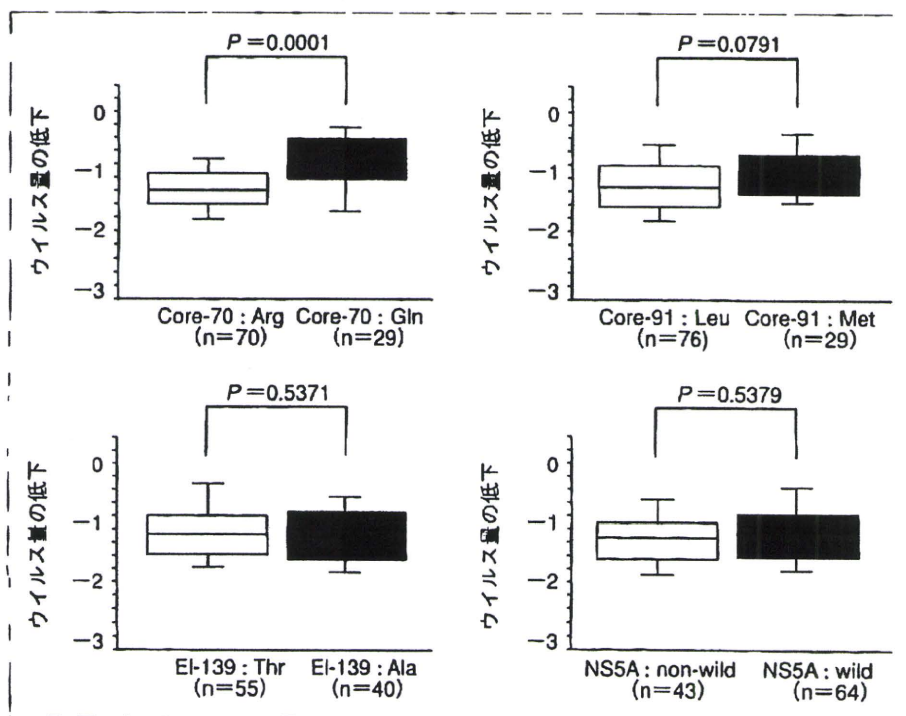 P=0.0001
ウイルス量の低下
0
−1
−2
−3
Core-70 : Arg Core-70 : Gln
(n=70) (n=29)
P=0.0791
ウイルス量の低下
0
−1
−2
−3
Core-91 : Leu Core-91 : Met
(n=76) (n=29)
P=0.5371
ウイルス量の低下
0
−1
−2
−3
El-139 : Thr El-139 : Ala
(n=55) (n=40)
P=0.5379
ウイルス量の低下
0
−1
−2
−3
NS5A : non-wild NS5A : wild
(n=43) (n=64)